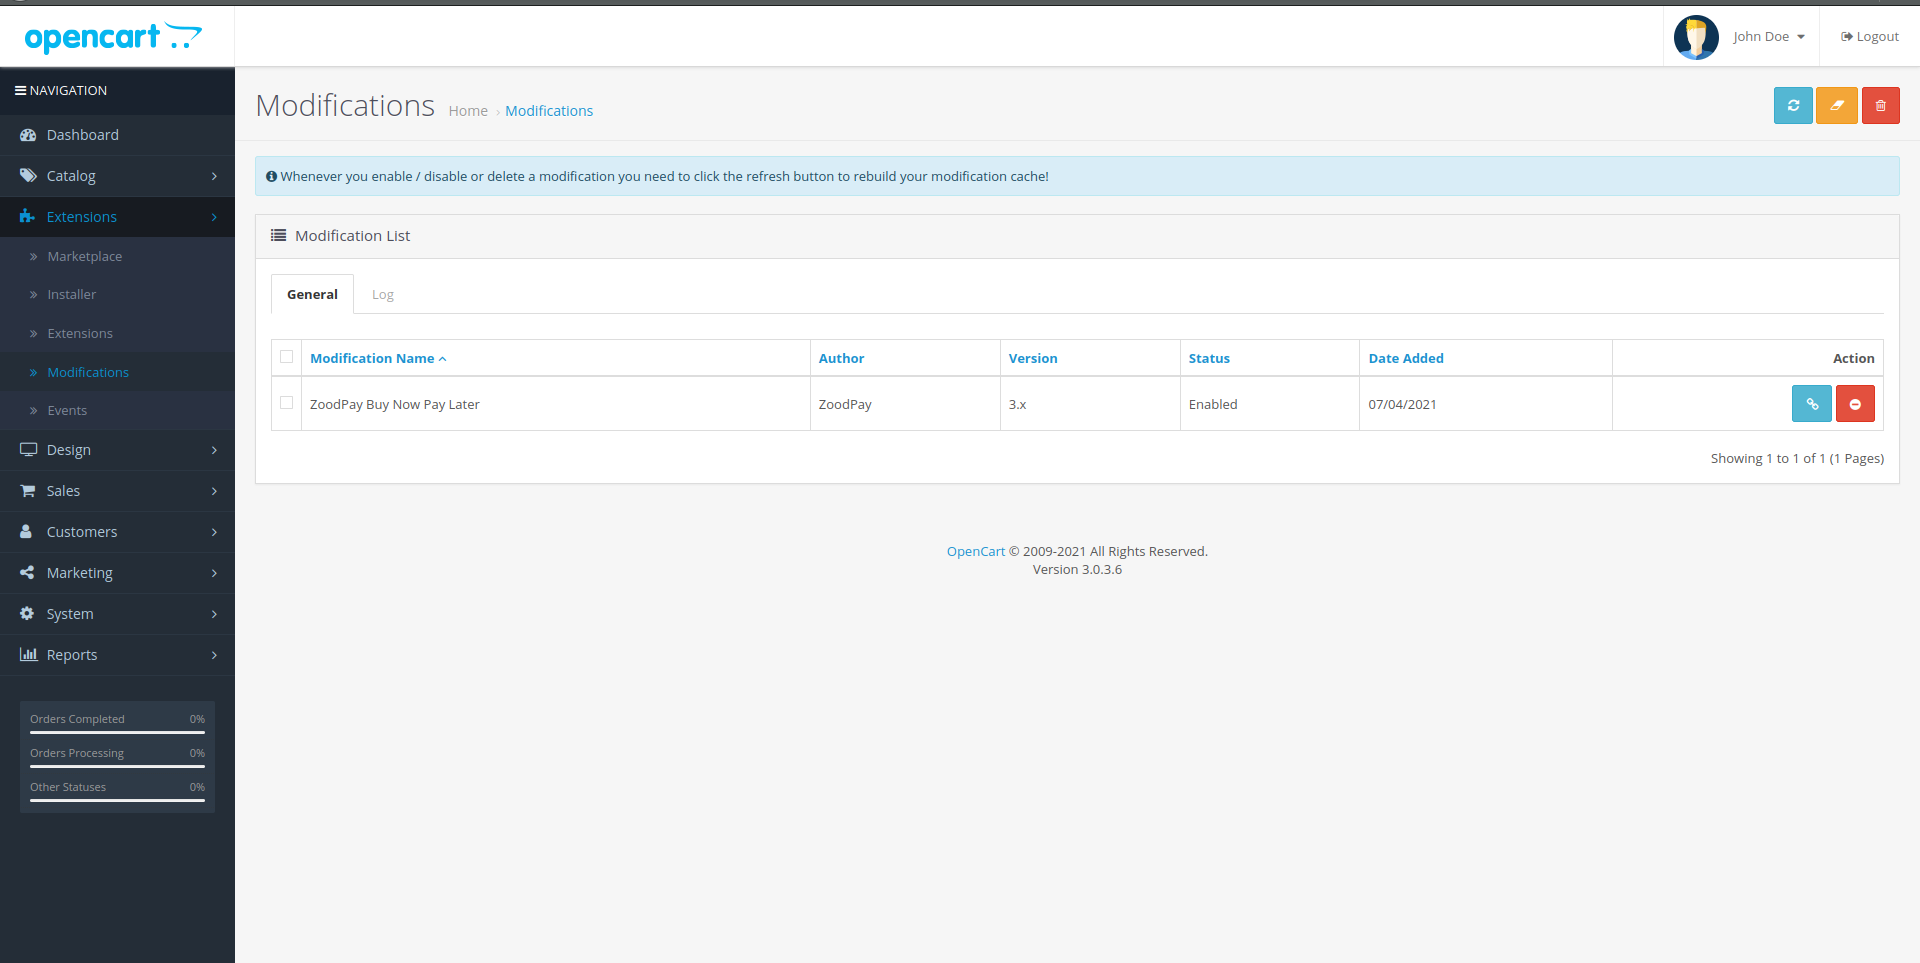 opencart
John Doe
Logout
NAVIGATION
Dashboard
Catalog
Extensions
Marketplace
Installer
Extensions
Modifications
Events
Design
Sales
Customers
Marketing
System
Reports
Orders Completed 0%
Orders Processing 0%
Other Statuses 0%
Modifications Home › Modifications
Whenever you enable / disable or delete a modification you need to click the refresh button to rebuild your modification cache!
Modification List
General Log
Modification Name Author Version Status Date Added Action
ZoodPay Buy Now Pay Later ZoodPay 3.x Enabled 07/04/2021
Showing 1 to 1 of 1 (1 Pages)
OpenCart © 2009-2021 All Rights Reserved.
Version 3.0.3.6